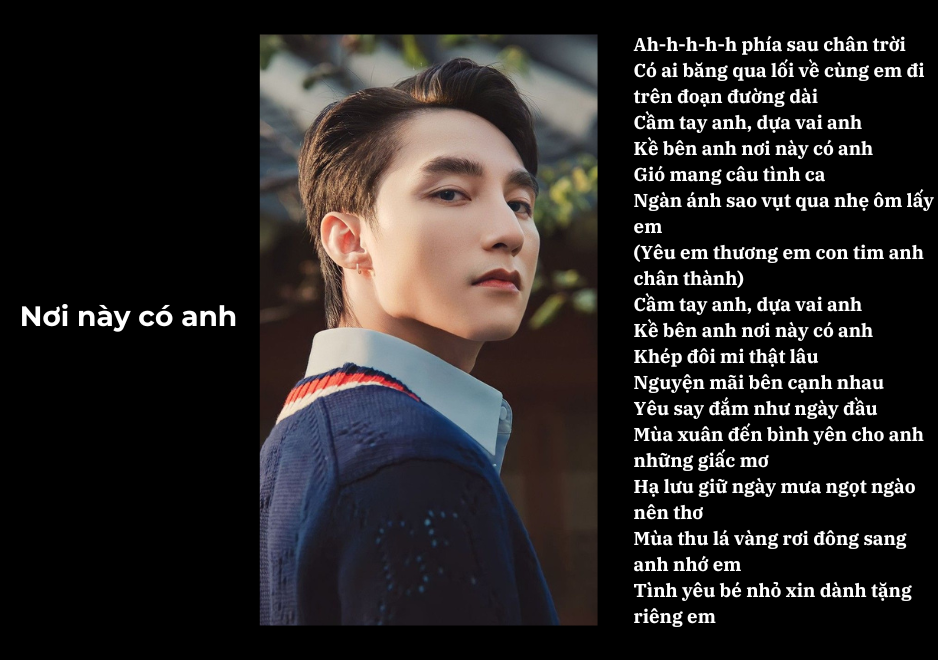 Nơi này có anh
Ah-h-h-h-h phía sau chân trời
Có ai băng qua lối về cùng em đi
trên đoạn đường dài
Cầm tay anh, dựa vai anh
Kề bên anh nơi này có anh
Gió mang câu tình ca
Ngàn ánh sao vụt qua nhẹ ôm lấy
em
(Yêu em thương em con tim anh
chân thành)
Cầm tay anh, dựa vai anh
Kề bên anh nơi này có anh
Khép đôi mi thật lâu
Nguyện mãi bên cạnh nhau
Yêu say đắm như ngày đầu
Mùa xuân đến bình yên cho anh
những giấc mơ
Hạ lưu giữ ngày mưa ngọt ngào
nên thơ
Mùa thu lá vàng rơi đông sang
anh nhớ em
Tình yêu bé nhỏ xin dành tặng
riêng em